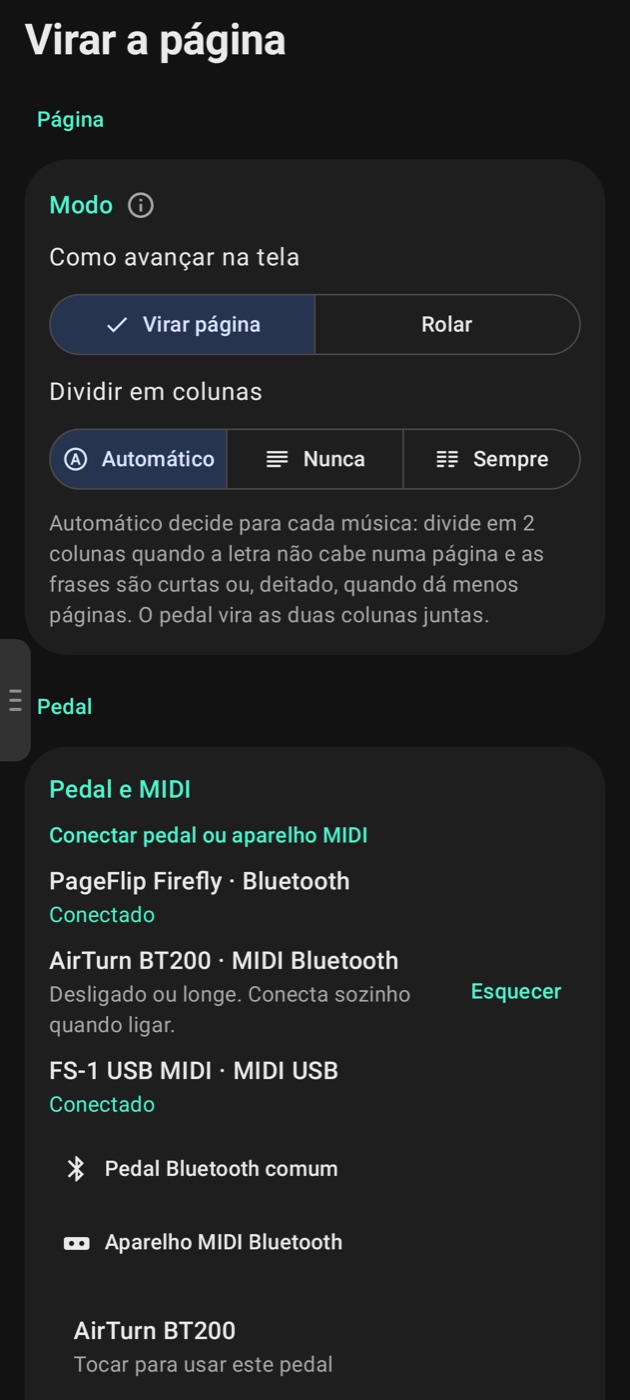 Virar a página
Página
Modo
Como avançar na tela
Virar página
Rolar
Dividir em colunas
Automático
Nunca
Sempre
Automático decide para cada música: divide em 2
colunas quando a letra não cabe numa página e as
frases são curtas ou, deitado, quando dá menos
páginas. O pedal vira as duas colunas juntas.
Pedal
Pedal e MIDI
Conectar pedal ou aparelho MIDI
PageFlip Firefly · Bluetooth
Conectado
AirTurn BT200 · MIDI Bluetooth
Desligado ou longe. Conecta sozinho
quando ligar.
Esquecer
FS-1 USB MIDI · MIDI USB
Conectado
Pedal Bluetooth comum
Aparelho MIDI Bluetooth
AirTurn BT200
Tocar para usar este pedal